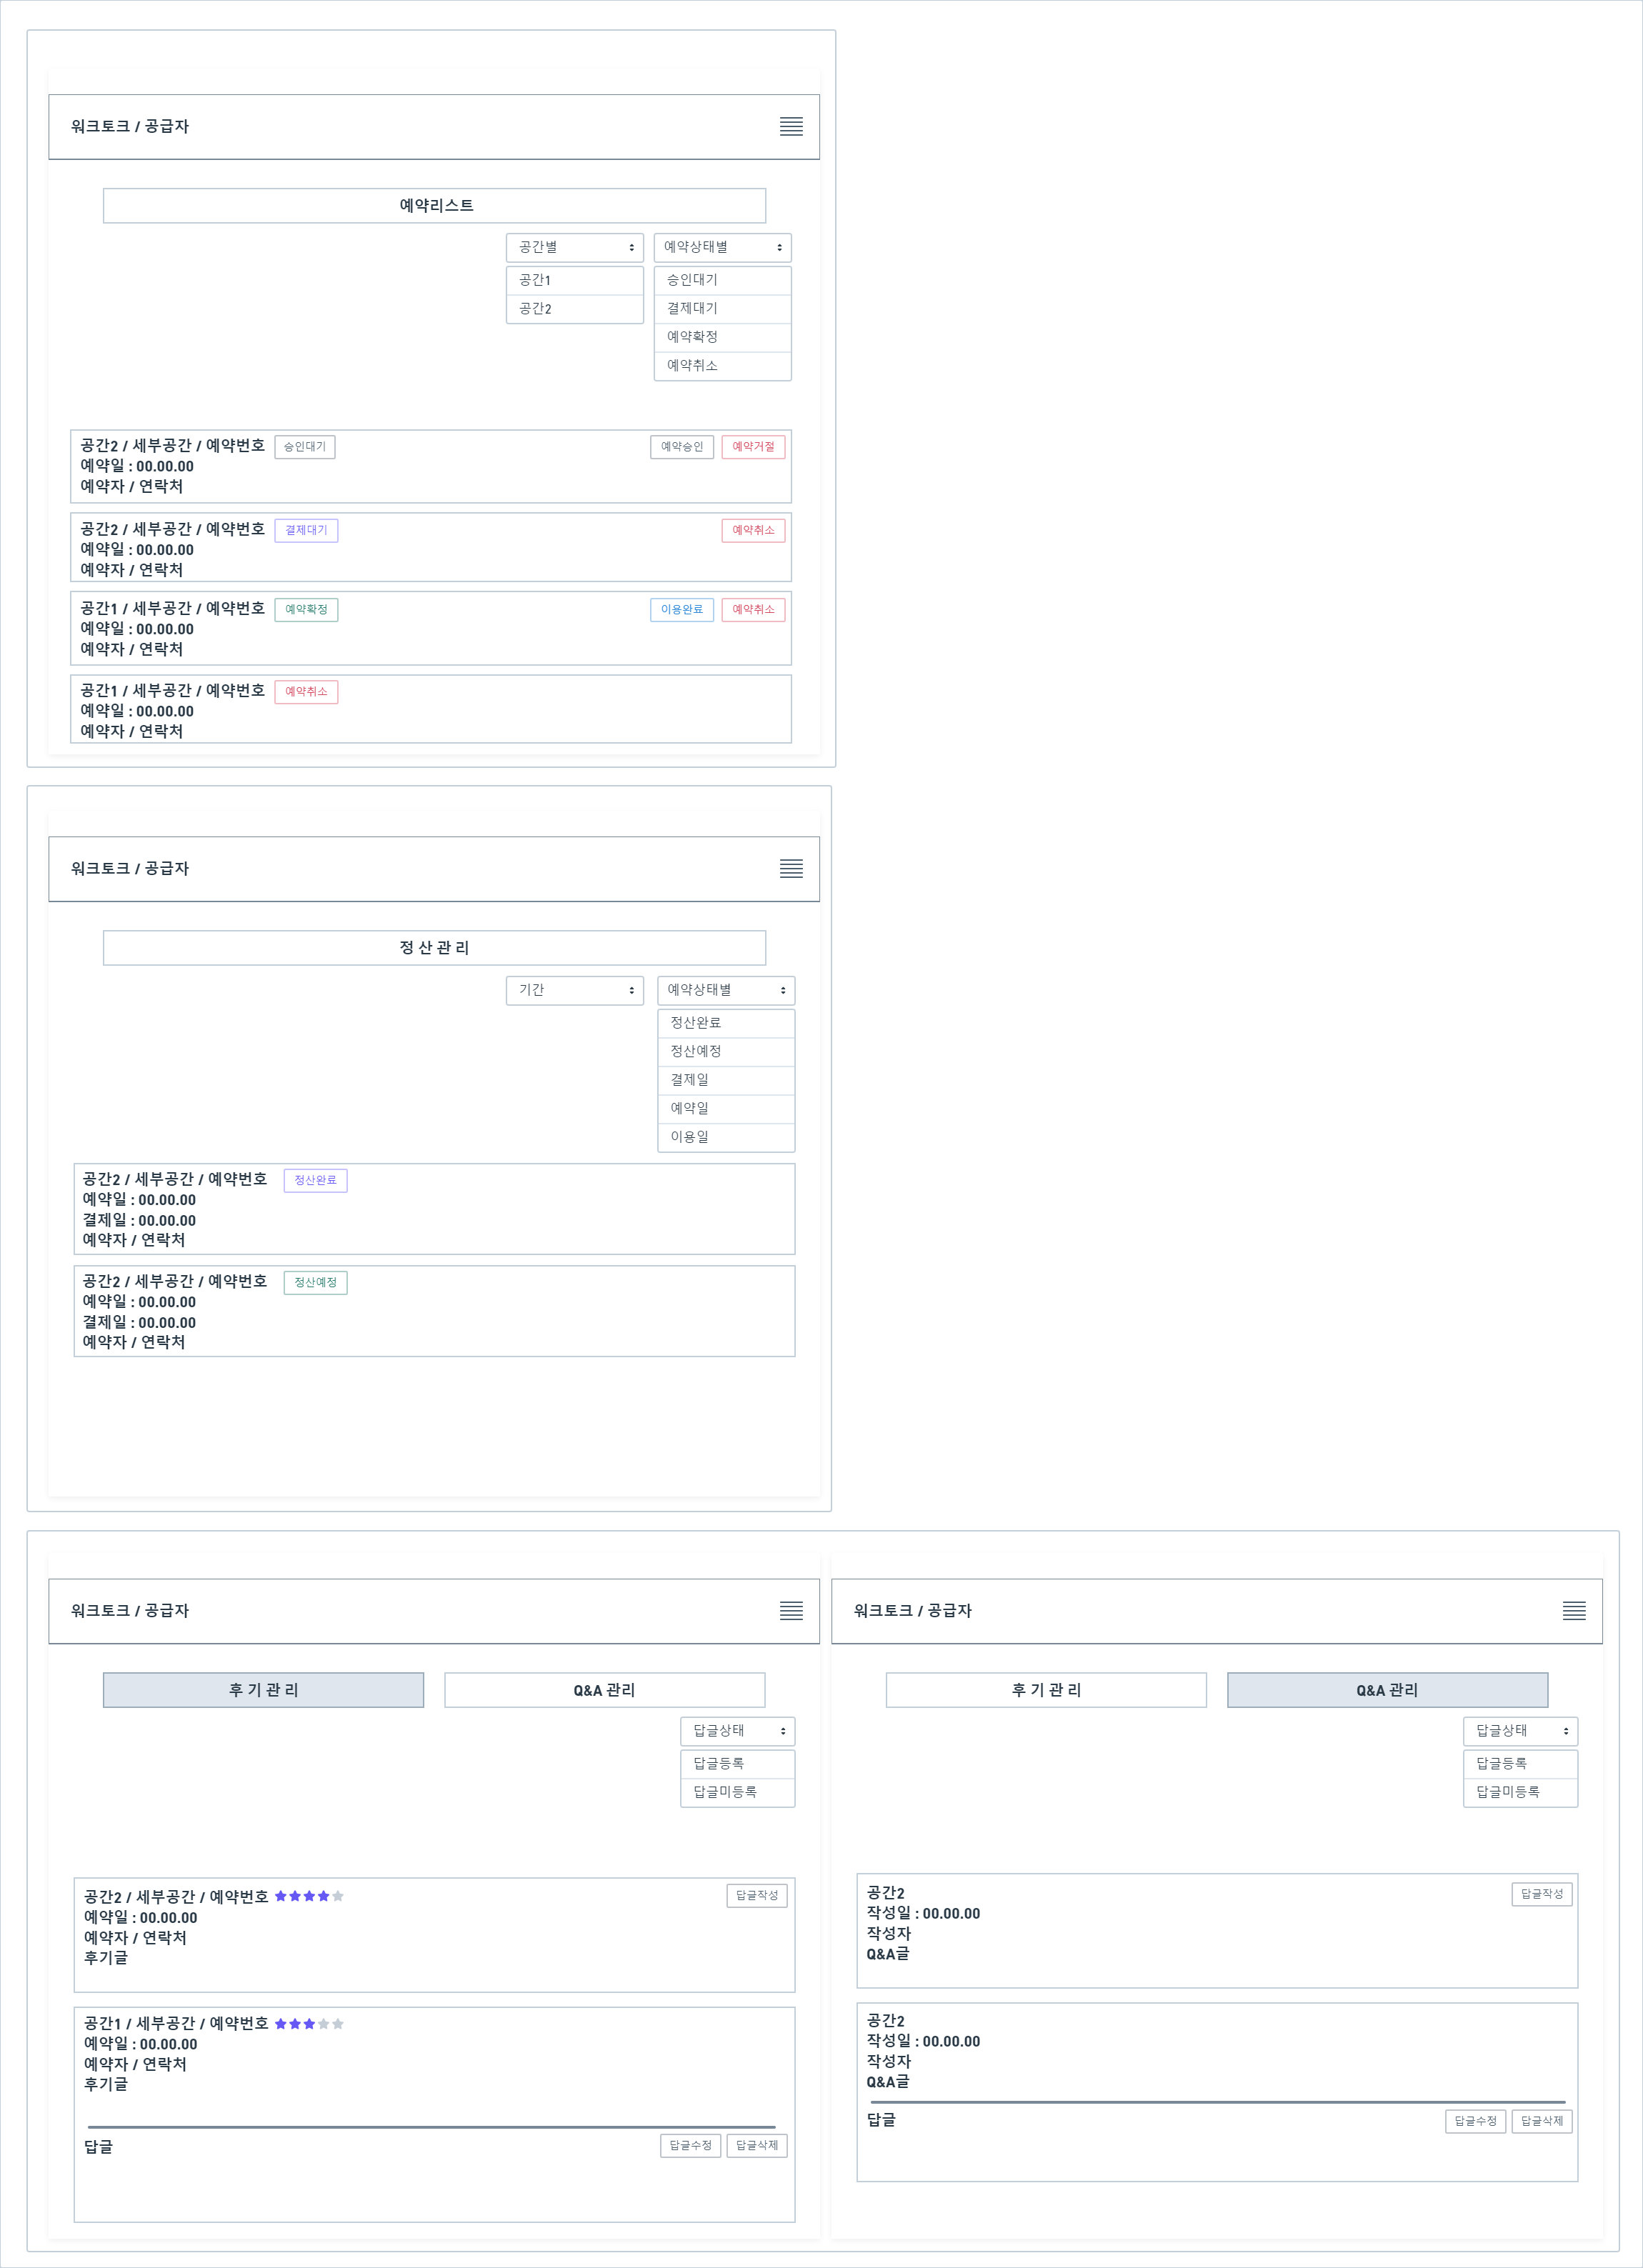 워크토크 / 공급자
예약리스트
공간별 예약상태별
공간1 승인대기
공간2 결제대기
예약확정
예약취소
공간2 / 세부공간 / 예약번호 승인대기 예약승인 예약거절
예약일 : 00.00.00
예약자 / 연락처
공간2 / 세부공간 / 예약번호 결제대기 예약취소
예약일 : 00.00.00
예약자 / 연락처
공간1 / 세부공간 / 예약번호 예약확정 이용완료 예약취소
예약일 : 00.00.00
예약자 / 연락처
공간1 / 세부공간 / 예약번호 예약취소
예약일 : 00.00.00
예약자 / 연락처
워크토크 / 공급자
정 산 관 리
기간 예약상태별
정산완료
정산예정
결제일
예약일
이용일
공간2 / 세부공간 / 예약번호 정산완료
예약일 : 00.00.00
결제일 : 00.00.00
예약자 / 연락처
공간2 / 세부공간 / 예약번호 정산예정
예약일 : 00.00.00
결제일 : 00.00.00
예약자 / 연락처
워크토크 / 공급자
후 기 관 리 Q&A 관리
답글상태
답글등록
답글미등록
공간2 / 세부공간 / 예약번호 답글작성
예약일 : 00.00.00
예약자 / 연락처
후기글
공간1 / 세부공간 / 예약번호
예약일 : 00.00.00
예약자 / 연락처
후기글
답글 답글수정 답글삭제
워크토크 / 공급자
후 기 관 리 Q&A 관리
답글상태
답글등록
답글미등록
공간2 답글작성
작성일 : 00.00.00
작성자
Q&A글
공간2
작성일 : 00.00.00
작성자
Q&A글
답글 답글수정 답글삭제